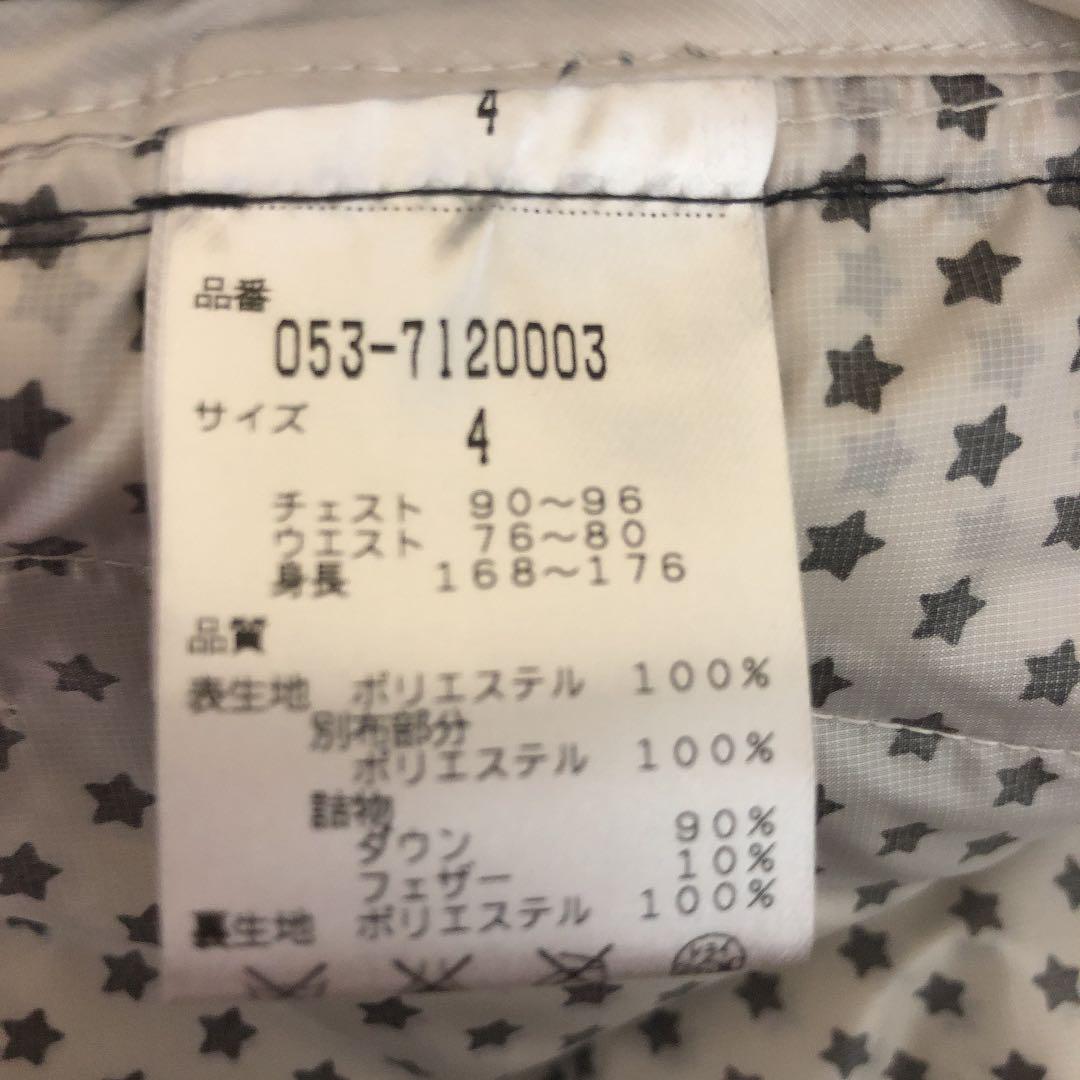 4
品番
053-7120003
サイズ 4
チェスト 90～96
ウエスト 76～80
身長 168～176
品質
表生地 ポリエステル 100%
別布部分
ポリエステル 100%
詰物
ダウン 90%
フェザー 10%
裏生地 ポリエステル 100%